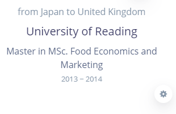 from Japan to United Kingdom
University of Reading
Master in MSc. Food Economics and
Marketing
2013 – 2014